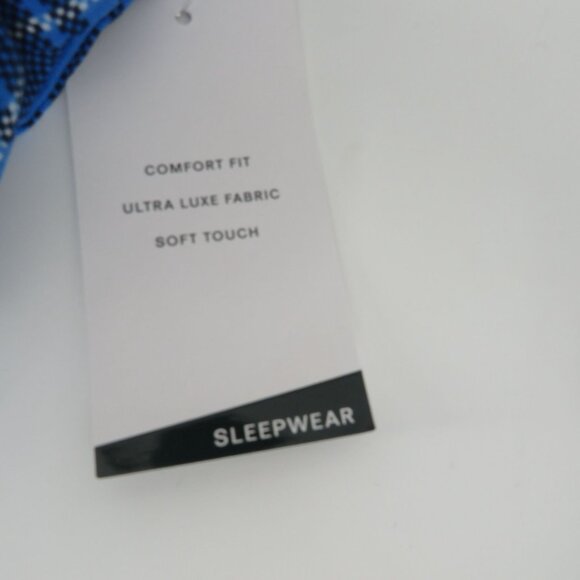 COMFORT FIT
ULTRA LUXE FABRIC
SOFT TOUCH
SLEEPWEAR